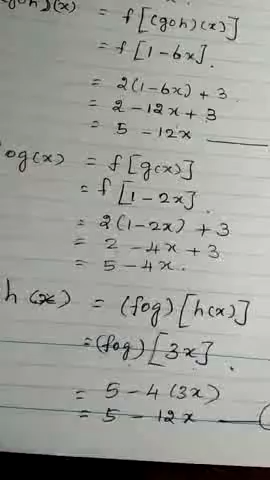 goh)(x) = f[(goh)(x)]
= f[1-6x].
= 2(1-6x) + 3
= 2 - 12x + 3
= 5 - 12x
og(x) = f[g(x)]
= f[1-2x].
= 2(1-2x) + 3
= 2 - 4x + 3
= 5 - 4x.
h(x) = (fog)[h(x)]
= (fog)[3x].
= 5 - 4(3x)
= 5 - 12x — (